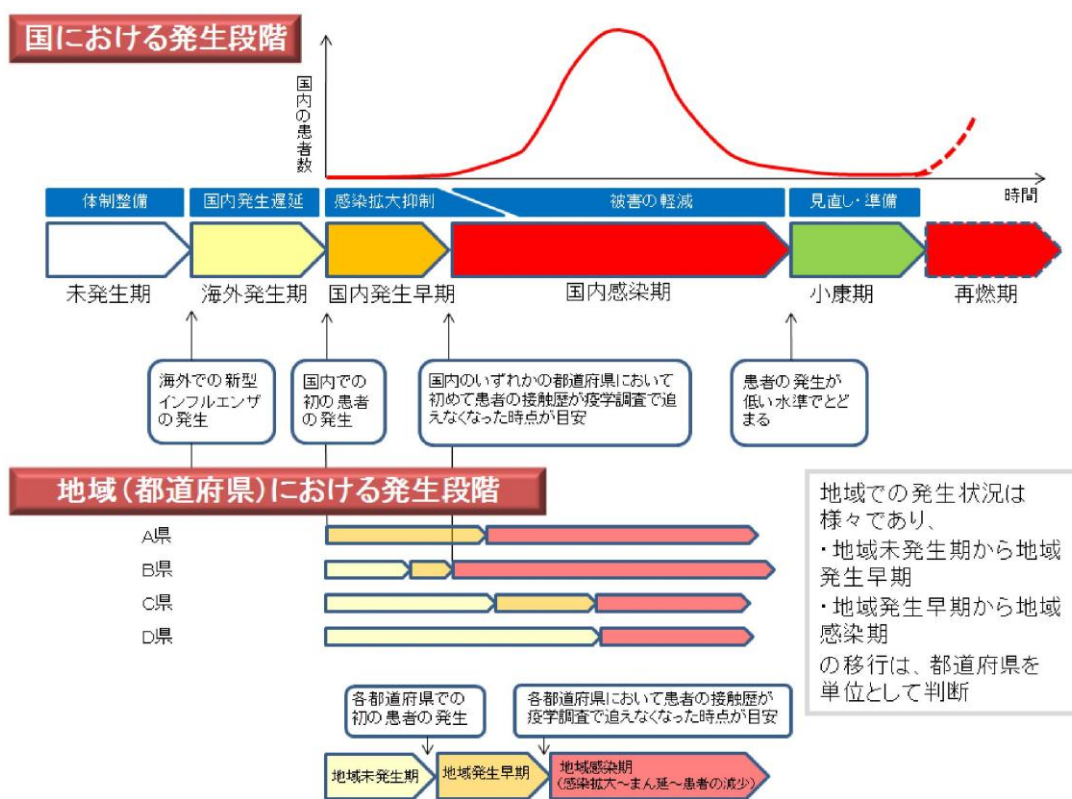 国における発生段階
国内の患者数
時間
体制整備
国内発生遅延
感染拡大抑制
被害の軽減
見直し・準備
未発生期
海外発生期
国内発生早期
国内感染期
小康期
再燃期
海外での新型
インフルエンザ
の発生
国内での
初の患者
の発生
国内のいずれかの都道府県において
初めて患者の接触歴が疫学調査で追
えなくなった時点が目安
患者の発生が
低い水準でとど
まる
地域(都道府県)における発生段階
A県
B県
C県
D県
地域での発生状況は
様々であり、
・地域未発生期から地域
発生早期
・地域発生早期から地域
感染期
の移行は、都道府県を
単位として判断
各都道府県での
初の患者の発生
各都道府県において患者の接触歴が
疫学調査で追えなくなった時点が目安
地域未発生期
地域発生早期
地域感染期
(感染拡大~まん延~患者の減少)